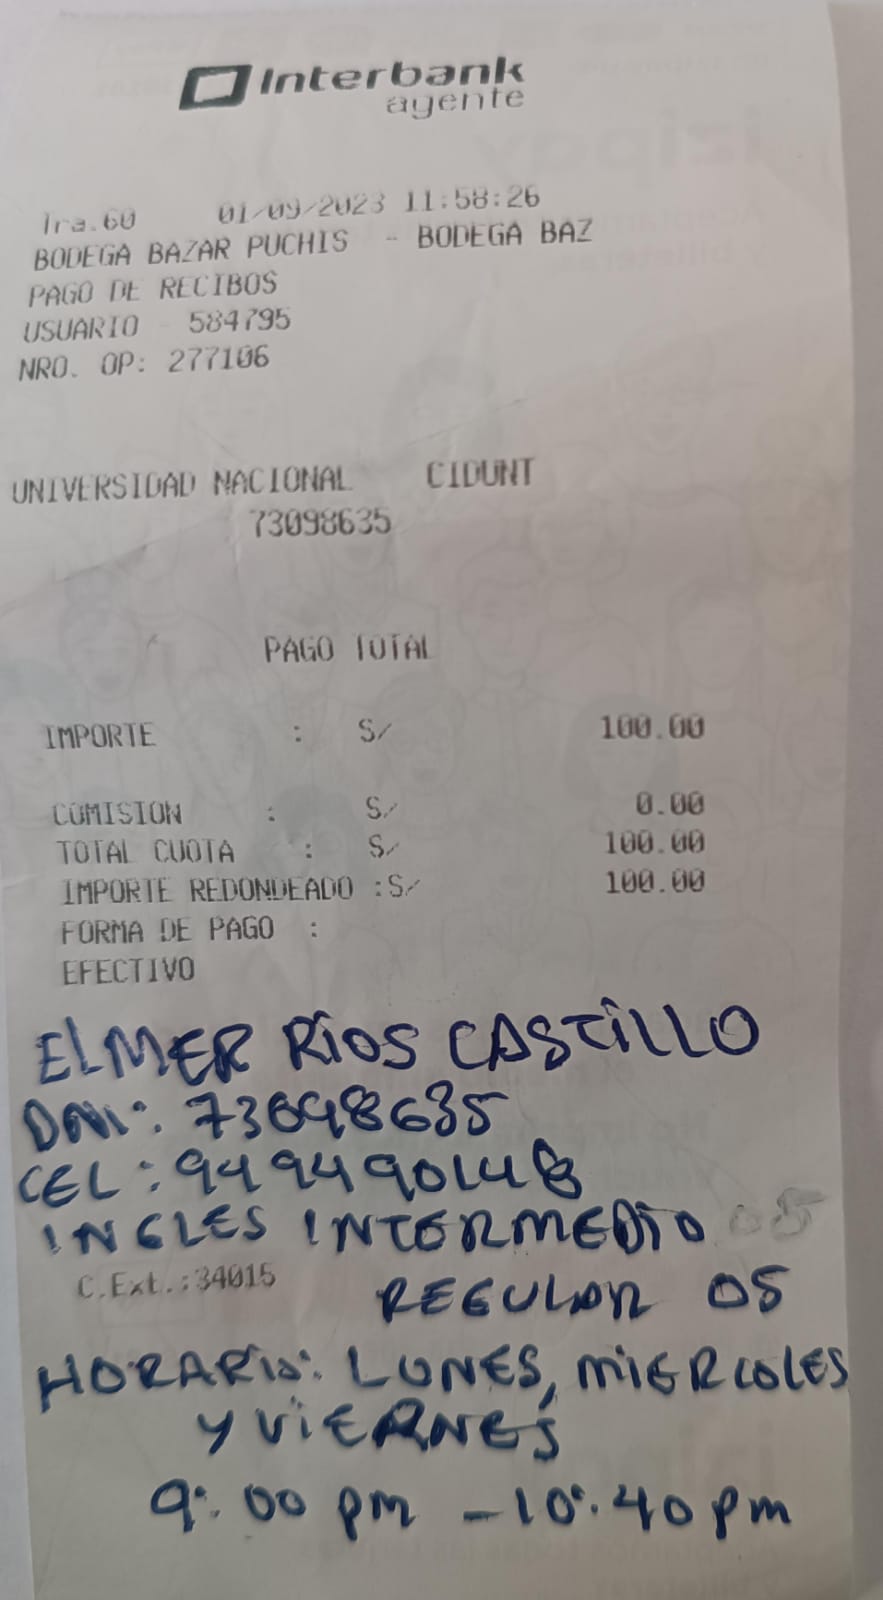 Interbank
agente
Tra.60 01/09/2023 11:58:26
BODEGA BAZAR PUCHIS - BODEGA BAZ
PAGO DE RECIBOS
USUARIO - 584795
NRO. OP: 277106
UNIVERSIDAD NACIONAL CIDUNT
73098635
PAGO TOTAL
IMPORTE : S/ 100.00
COMISION : S/ 0.00
TOTAL CUOTA : S/ 100.00
IMPORTE REDONDEADO :S/ 100.00
FORMA DE PAGO :
EFECTIVO
ELMER RÍOS CASTILLO
DNI: 73098635
CEL: 949490148
INGLES INTERMEDIO 05
C.Ext.:34015 REGULAR 05
HORARIO: LUNES, MIERCOLES
Y VIERNES
9:00 pm - 10:40 pm